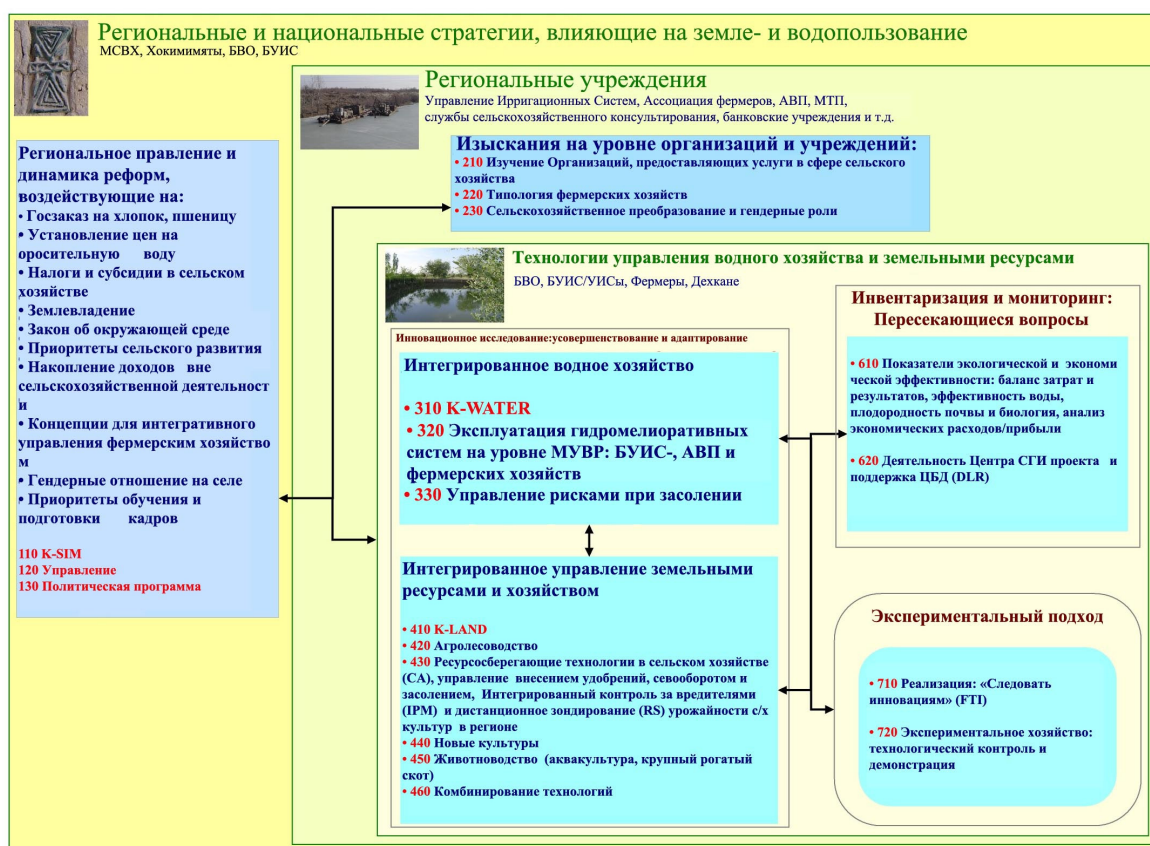 Региональные и национальные стратегии, влияющие на земле- и водопользование
МСВХ, Хокимимяты, БВО, БУИС
Региональные учреждения
Управление Ирригационных Систем, Ассоциация фермеров, АВП, МТП,
службы сельскохозяйственного консультирования, банковские учреждения и т.д.
Изыскания на уровне организаций и учреждений:
• 210 Изучение Организаций, предоставляющих услуги в сфере сельского
хозяйства
• 220 Типология фермерских хозяйств
• 230 Сельскохозяйственное преобразование и гендерные роли
Региональное правление и
динамика реформ,
воздействующие на:
• Госзаказ на хлопок, пшеницу
• Установление цен на
оросительную воду
• Налоги и субсидии в сельском
хозяйстве
• Землевладение
• Закон об окружающей среде
• Приоритеты сельского развития
• Накопление доходов вне
сельскохозяйственной деятельност
и
• Концепции для интегративного
управления фермерским хозяйство
м
• Гендерные отношение на селе
• Приоритеты обучения и
подготовки кадров
110 K-SIM
120 Управление
130 Политическая программа
Технологии управления водного хозяйства и земельными ресурсами
БВО, БУИС/УИСы, Фермеры, Дехкане
Инновационное исследование:усовершенствование и адаптирование
Интегрированное водное хозяйство
• 310 K-WATER
• 320 Эксплуатация гидромелиоративных
систем на уровне МУВР: БУИС-, АВП и
фермерских хозяйств
• 330 Управление рисками при засолении
Интегрированное управление земельными
ресурсами и хозяйством
• 410 K-LAND
• 420 Агролесоводство
• 430 Ресурсосберегающие технологии в сельском хозяйстве
(CA), управление внесением удобрений, севооборотом и
засолением, Интегрированный контроль за вредителями
(IPM) и дистанционное зондирование (RS) урожайности с/х
культур в регионе
• 440 Новые культуры
• 450 Животноводство (аквакультура, крупный рогатый
скот)
• 460 Комбинирование технологий
Инвентаризация и мониторинг:
Пересекающиеся вопросы
• 610 Показатели экологической и экономи
ческой эффективности: баланс затрат и
результатов, эффективность воды,
плодородность почвы и биология, анализ
экономических расходов/прибыли
• 620 Деятельность Центра СГИ проекта и
поддержка ЦБД (DLR)
Экспериментальный подход
• 710 Реализация: «Следовать
инновациям» (FTI)
• 720 Экспериментальное хозяйство:
технологический контроль и
демонстрация